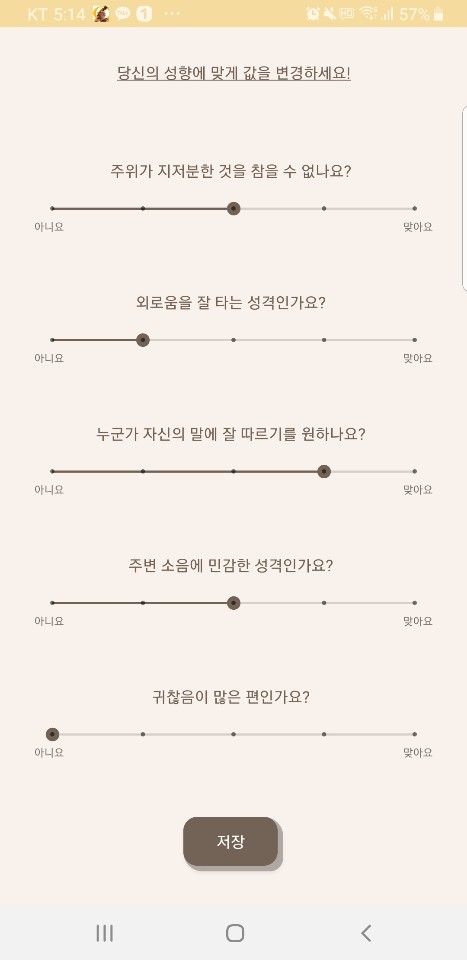 KT 5:14 1 ··· HD 57%
당신의 성향에 맞게 값을 변경하세요!
주위가 지저분한 것을 참을 수 없나요?
아니요 맞아요
외로움을 잘 타는 성격인가요?
아니요 맞아요
누군가 자신의 말에 잘 따르기를 원하나요?
아니요 맞아요
주변 소음에 민감한 성격인가요?
아니요 맞아요
귀찮음이 많은 편인가요?
아니요 맞아요
저장